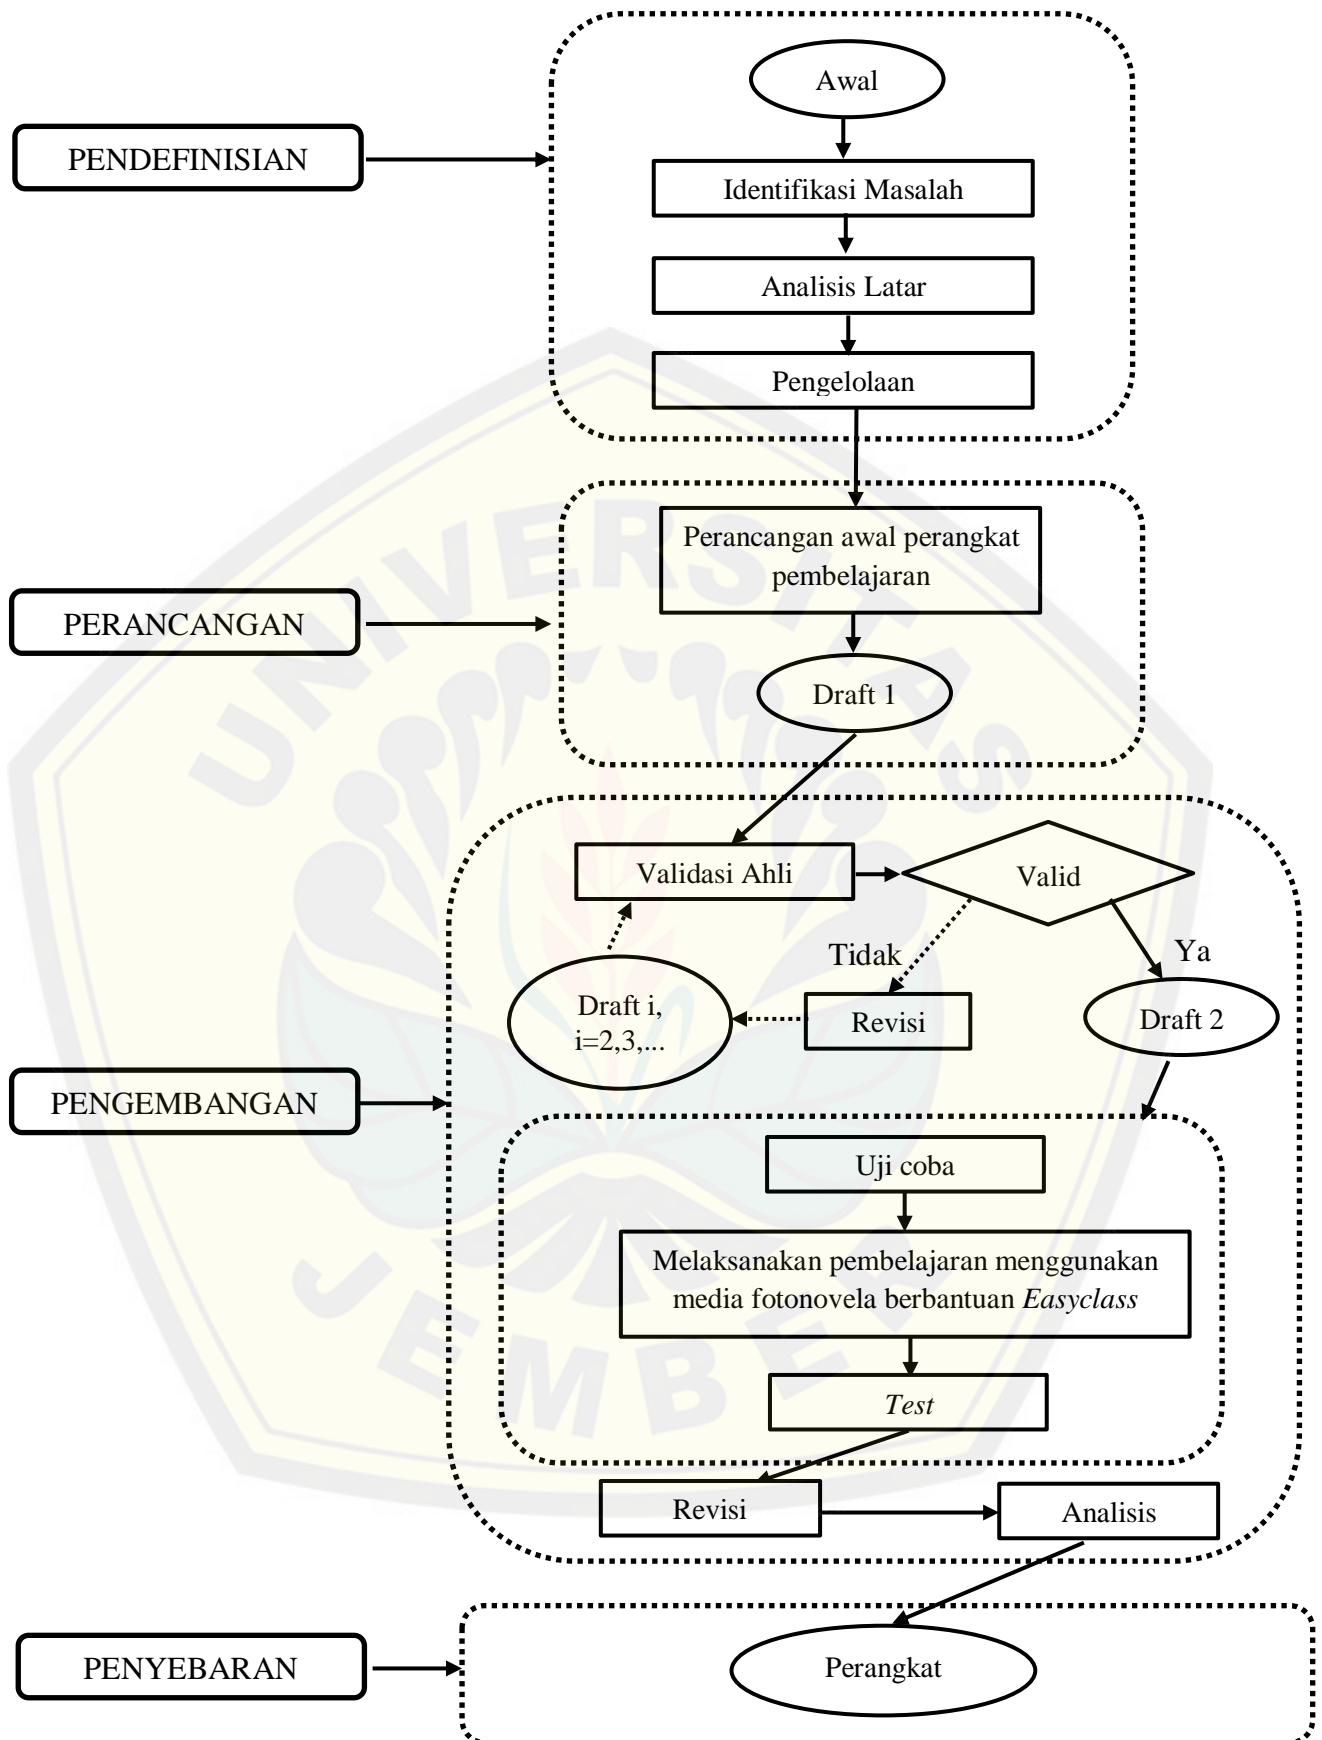 Awal
PENDEFINISIAN
Identifikasi Masalah
Analisis Latar
Pengelolaan
Perancangan awal perangkat
pembelajaran
PERANCANGAN
Draft 1
Validasi Ahli
Valid
Tidak
Ya
Draft i,
i=2,3,...
Revisi
Draft 2
PENGEMBANGAN
Uji coba
Melaksanakan pembelajaran menggunakan
media fotonovela berbantuan Easyclass
Test
Revisi
Analisis
PENYEBARAN
Perangkat
UNIVERSITAS
JEMBER